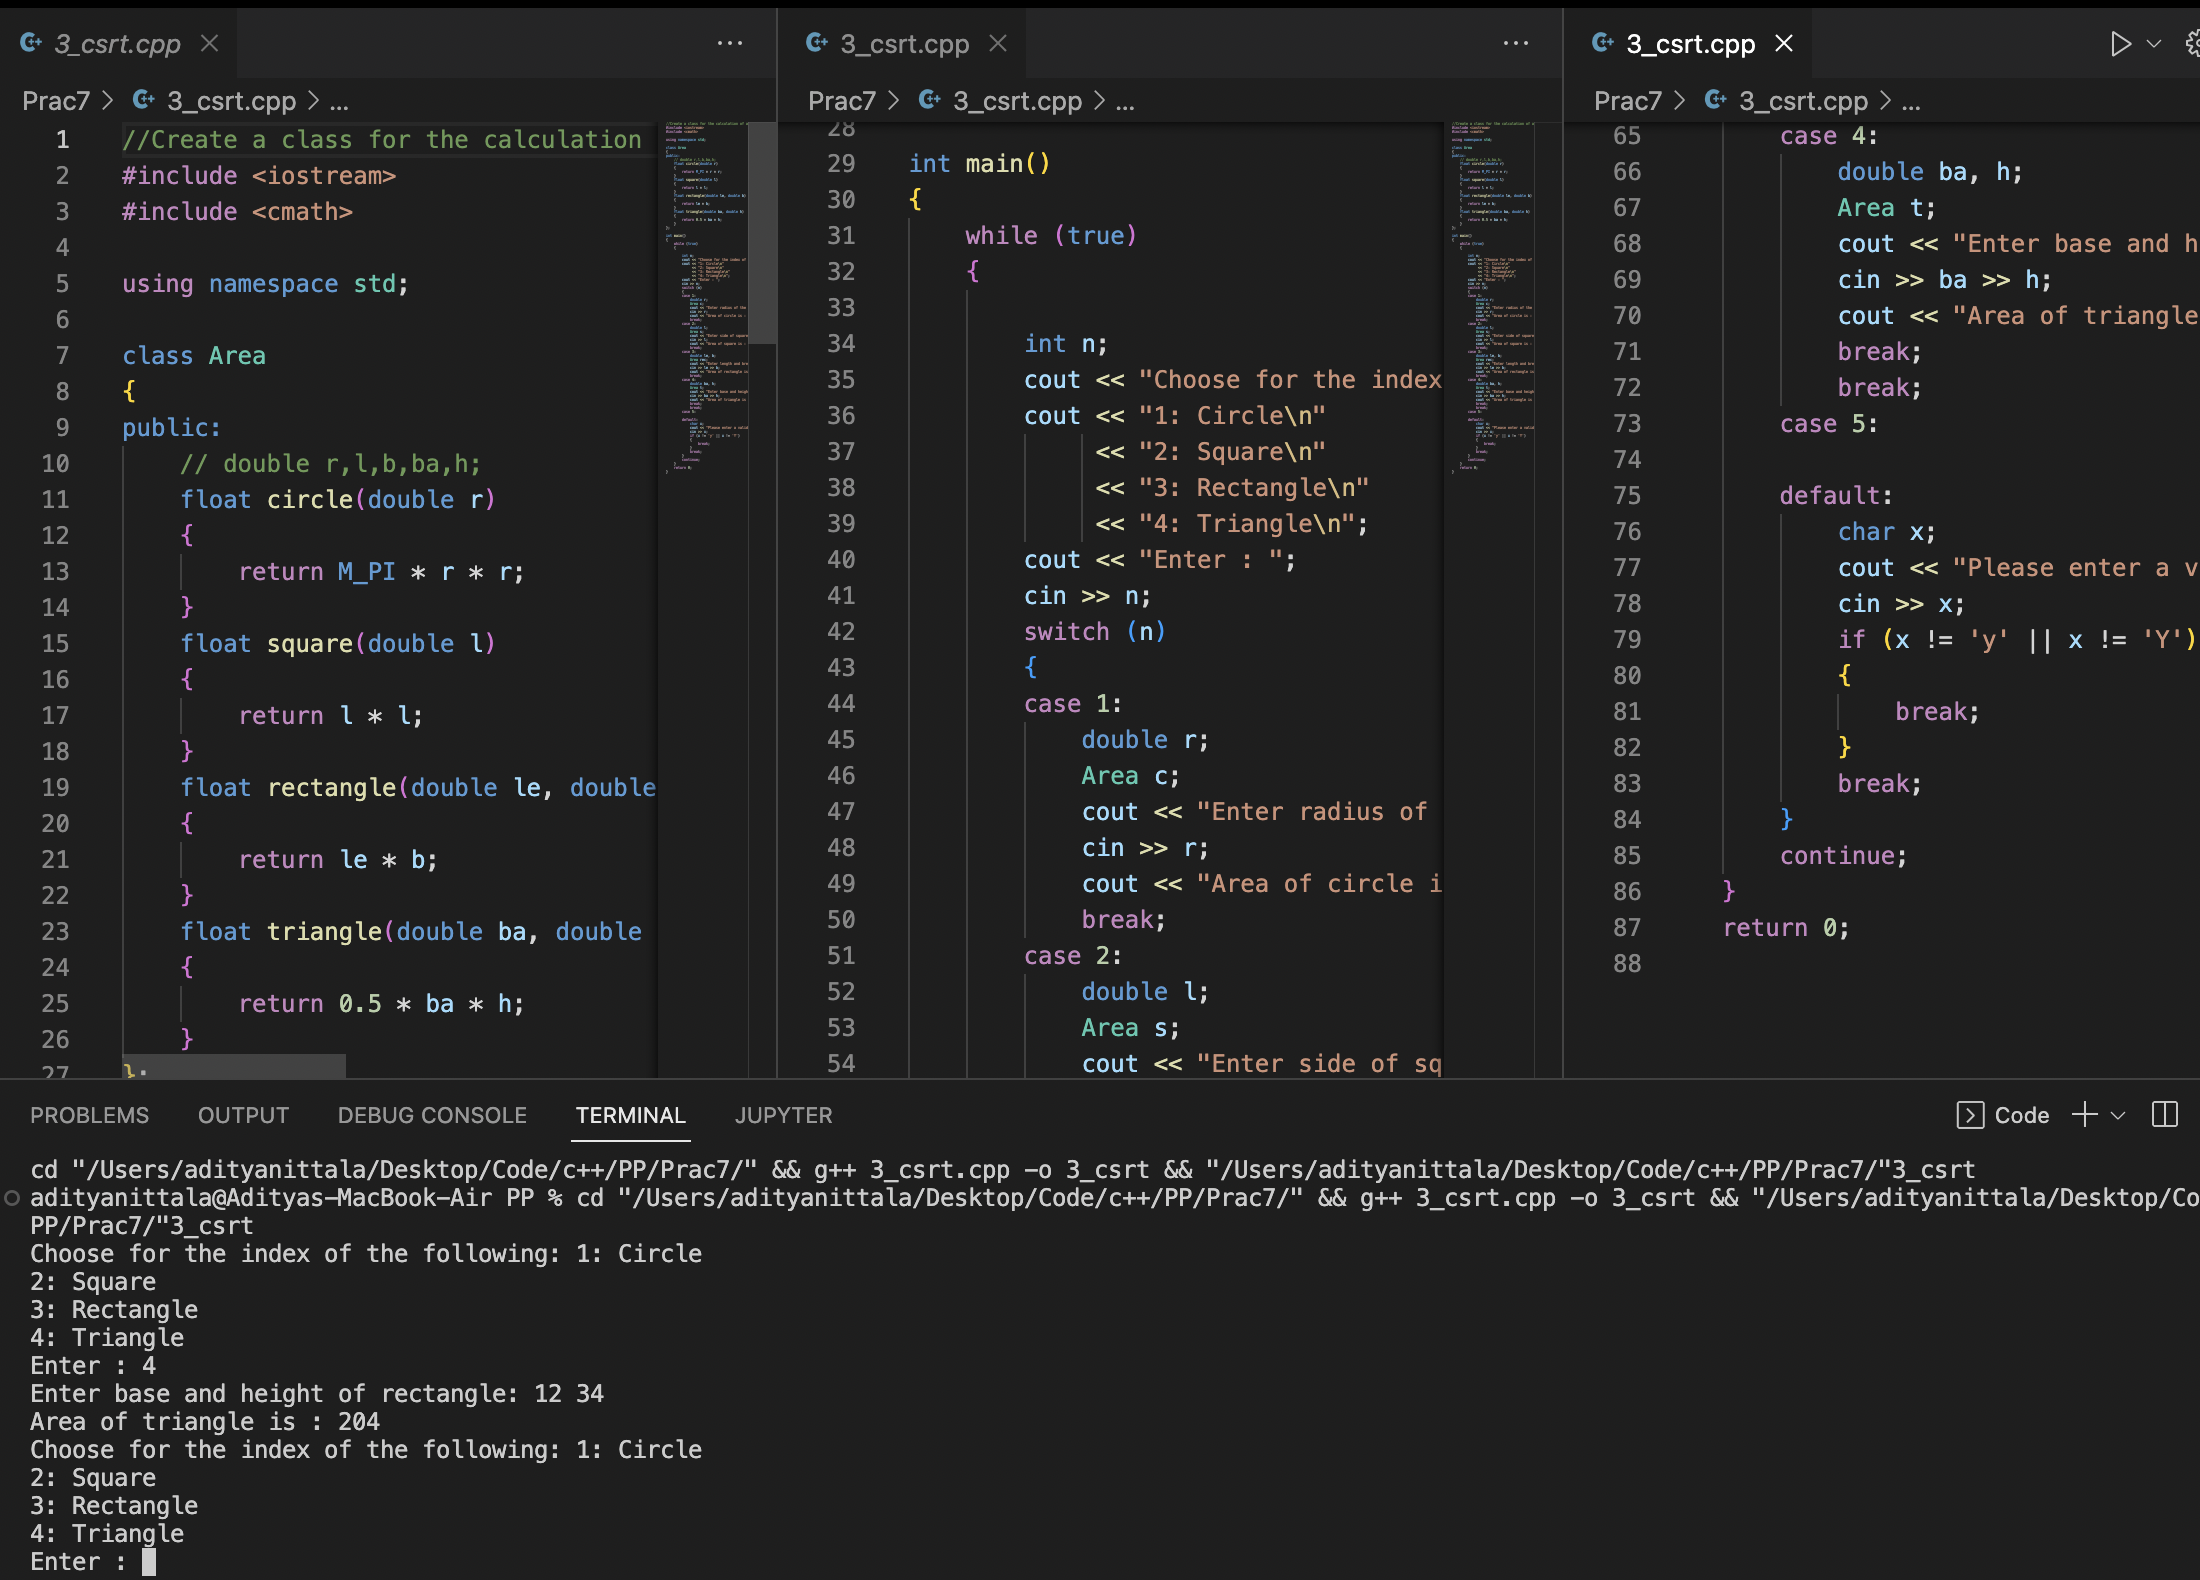 3_csrt.cpp
Prac7 > 3_csrt.cpp > ...
1 //Create a class for the calculation
2 #include <iostream>
3 #include <cmath>
4
5 using namespace std;
6
7 class Area
8 {
9 public:
10 // double r,l,b,ba,h;
11 float circle(double r)
12 {
13 return M_PI * r * r;
14 }
15 float square(double l)
16 {
17 return l * l;
18 }
19 float rectangle(double le, double
20 {
21 return le * b;
22 }
23 float triangle(double ba, double
24 {
25 return 0.5 * ba * h;
26 }
27 };
3_csrt.cpp
Prac7 > 3_csrt.cpp > ...
28
29 int main()
30 {
31 while (true)
32 {
33
34 int n;
35 cout << "Choose for the index
36 cout << "1: Circle\n"
37 << "2: Square\n"
38 << "3: Rectangle\n"
39 << "4: Triangle\n";
40 cout << "Enter : ";
41 cin >> n;
42 switch (n)
43 {
44 case 1:
45 double r;
46 Area c;
47 cout << "Enter radius of
48 cin >> r;
49 cout << "Area of circle i
50 break;
51 case 2:
52 double l;
53 Area s;
54 cout << "Enter side of sq
3_csrt.cpp
Prac7 > 3_csrt.cpp > ...
65 case 4:
66 double ba, h;
67 Area t;
68 cout << "Enter base and h
69 cin >> ba >> h;
70 cout << "Area of triangle
71 break;
72 break;
73 case 5:
74
75 default:
76 char x;
77 cout << "Please enter a v
78 cin >> x;
79 if (x != 'y' || x != 'Y')
80 {
81 break;
82 }
83 break;
84 }
85 continue;
86 }
87 return 0;
88
PROBLEMS OUTPUT DEBUG CONSOLE TERMINAL JUPYTER Code
cd "/Users/adityanittala/Desktop/Code/c++/PP/Prac7/" && g++ 3_csrt.cpp -o 3_csrt && "/Users/adityanittala/Desktop/Code/c++/PP/Prac7/"3_csrt
adityanittala@Adityas-MacBook-Air PP % cd "/Users/adityanittala/Desktop/Code/c++/PP/Prac7/" && g++ 3_csrt.cpp -o 3_csrt && "/Users/adityanittala/Desktop/Co
PP/Prac7/"3_csrt
Choose for the index of the following: 1: Circle
2: Square
3: Rectangle
4: Triangle
Enter : 4
Enter base and height of rectangle: 12 34
Area of triangle is : 204
Choose for the index of the following: 1: Circle
2: Square
3: Rectangle
4: Triangle
Enter :